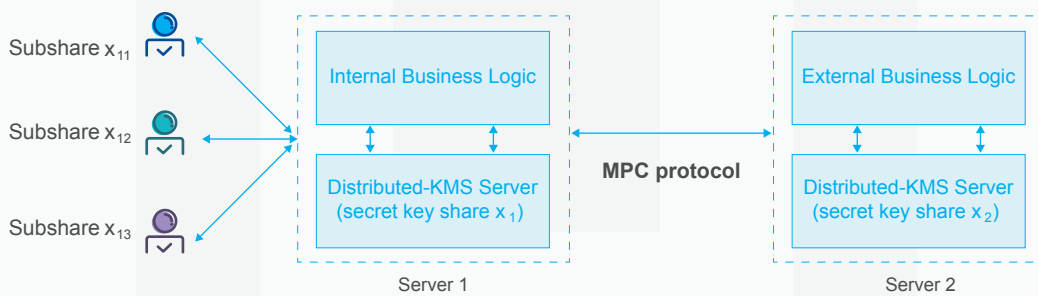 Subshare x11
Subshare x12
Subshare x13
Internal Business Logic
Distributed-KMS Server
(secret key share x1)
Server 1
MPC protocol
External Business Logic
Distributed-KMS Server
(secret key share x2)
Server 2